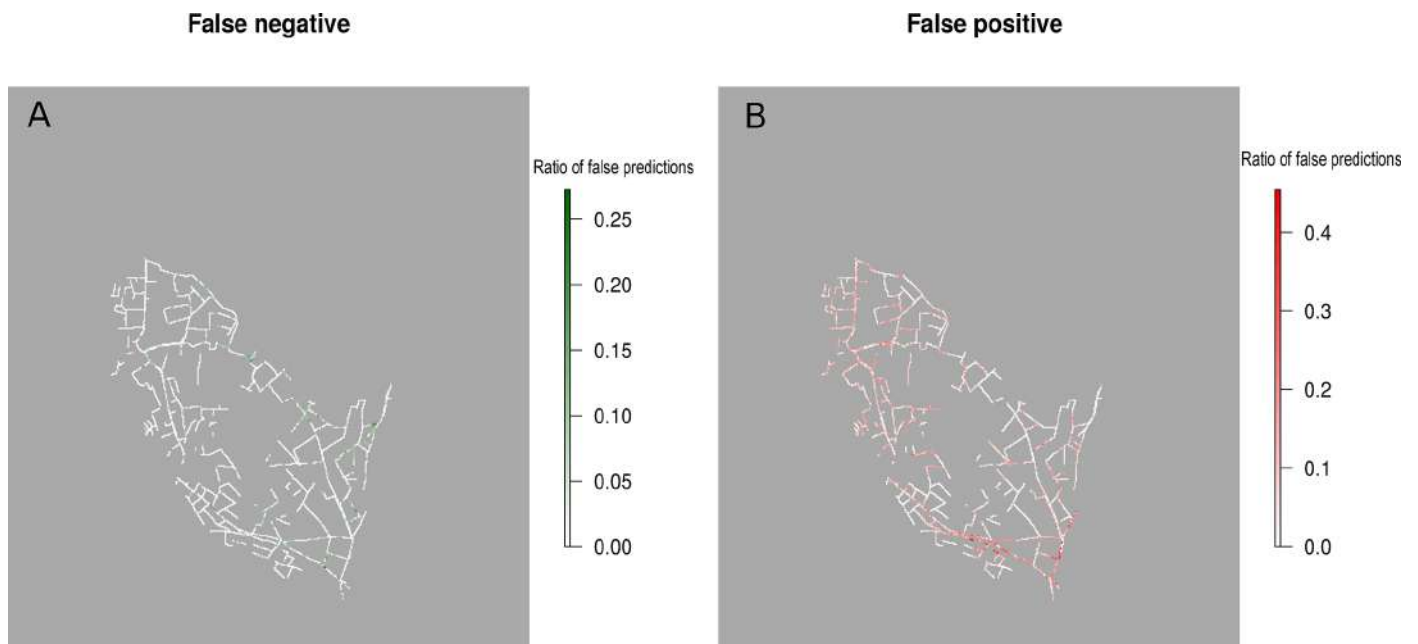 False negative
False positive
A
Ratio of false predictions
0.25
0.20
0.15
0.10
0.05
0.00
B
Ratio of false predictions
0.4
0.3
0.2
0.1
0.0